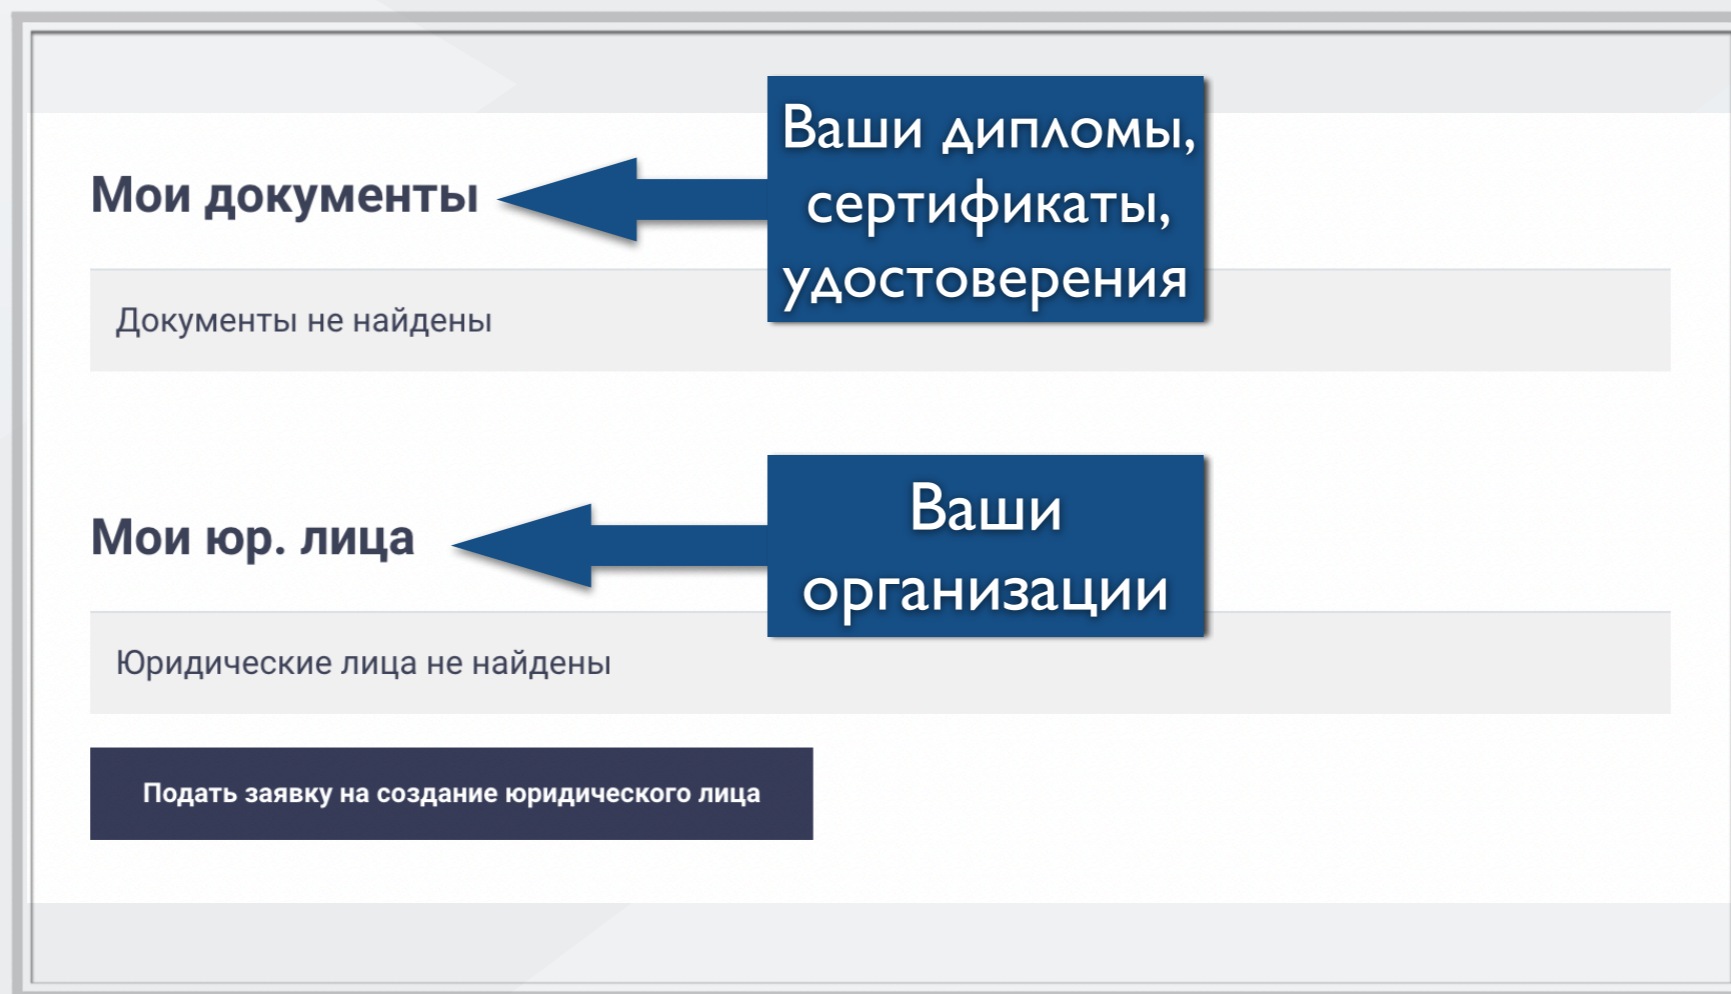 Ваши дипломы,
сертификаты,
удостоверения
Мои документы
Документы не найдены
Ваши
организации
Мои юр. лица
Юридические лица не найдены
Подать заявку на создание юридического лица